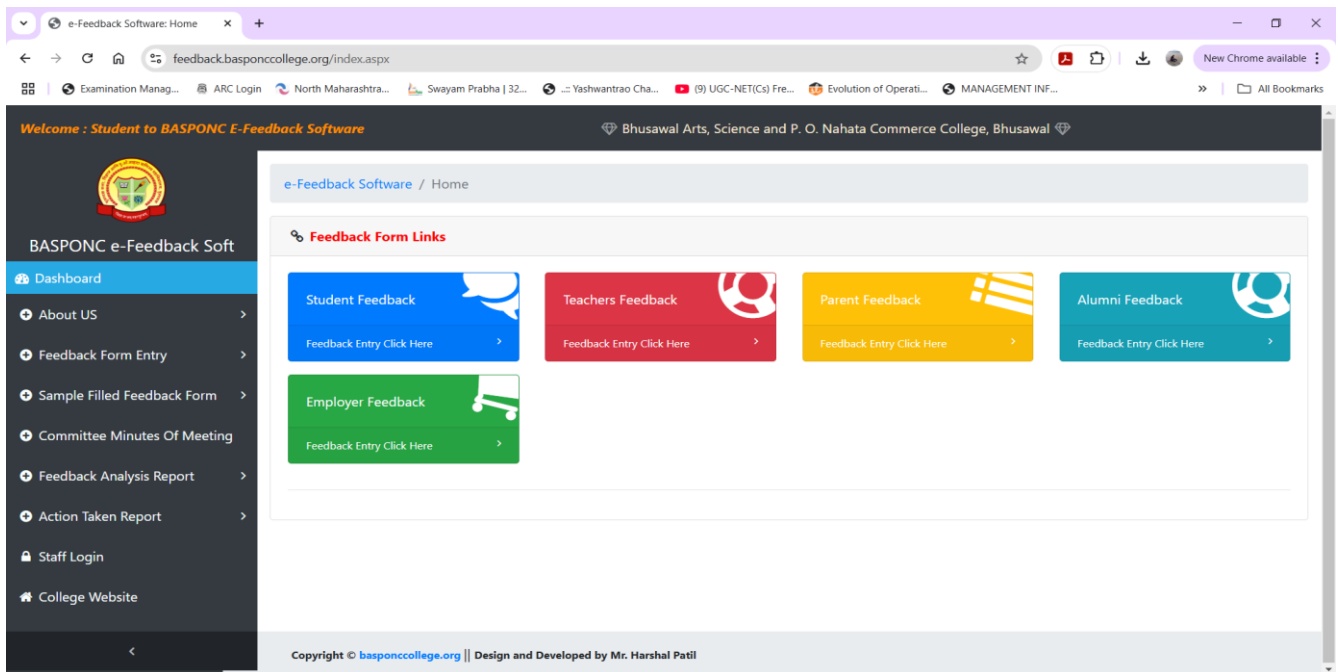 e-Feedback Software: Home
feedback.basponccollege.org/index.aspx
New Chrome available
Examination Manag... ARC Login North Maharashtra... Swayam Prabha | 32... ..:: Yashwantrao Cha... (9) UGC-NET(Cs) Fre... Evolution of Operati... MANAGEMENT INF... » All Bookmarks
Welcome : Student to BASPONC E-Feedback Software
Bhusawal Arts, Science and P. O. Nahata Commerce College, Bhusawal
BASPONC e-Feedback Soft
Dashboard
About US
Feedback Form Entry
Sample Filled Feedback Form
Committee Minutes Of Meeting
Feedback Analysis Report
Action Taken Report
Staff Login
College Website
e-Feedback Software / Home
Feedback Form Links
Student Feedback
Feedback Entry Click Here
Teachers Feedback
Feedback Entry Click Here
Parent Feedback
Feedback Entry Click Here
Alumni Feedback
Feedback Entry Click Here
Employer Feedback
Feedback Entry Click Here
Copyright © basponccollege.org || Design and Developed by Mr. Harshal Patil